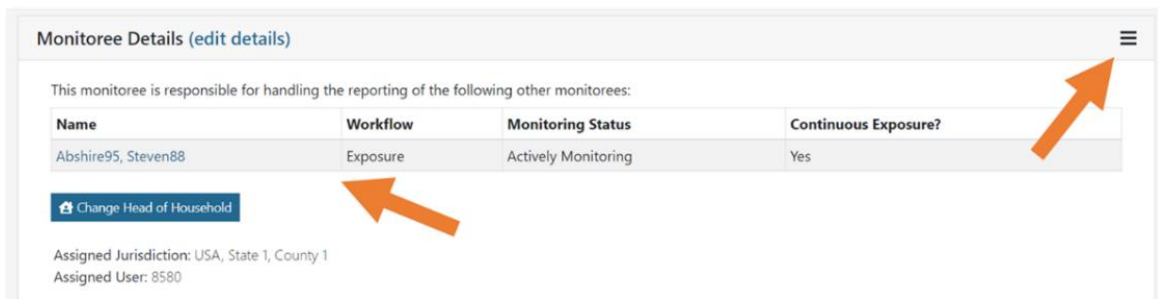 Monitoree Details (edit details)
This monitoree is responsible for handling the reporting of the following other monitorees:
Name Workflow Monitoring Status Continuous Exposure?
Abshire95, Steven88 Exposure Actively Monitoring Yes
Change Head of Household
Assigned Jurisdiction: USA, State 1, County 1
Assigned User: 8580